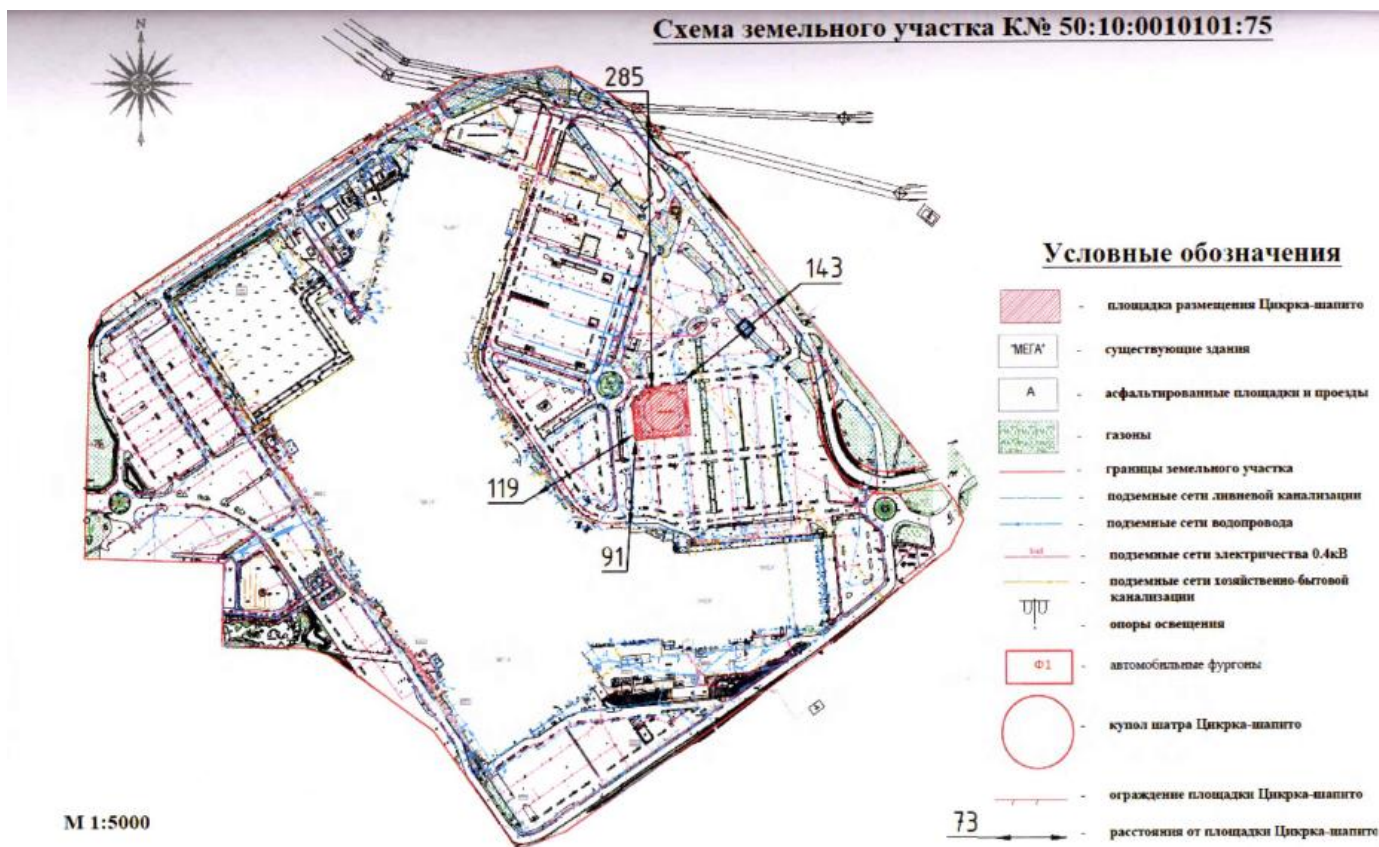 Схема земельного участка К№ 50:10:0010101:75
N
285
143
119
91
Условные обозначения
площадка размещения Цикрка-шапито
"МЕГА" - существующие здания
А - асфальтированные площадки и проезды
газоны
границы земельного участка
подземные сети ливневой канализации
подземные сети водопровода
подземные сети электричества 0.4кВ
подземные сети хозяйственно-бытовой
канализации
опоры освещения
Ф1 - автомобильные фургоны
купол шатра Цикрка-шапито
ограждение площадки Цикрка-шапито
73 - расстояния от площадки Цикрка-шапито
М 1:5000